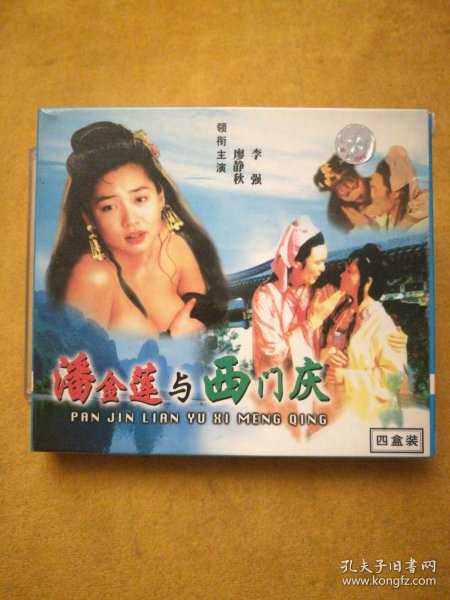 领衔主演
李强
廖静秋
潘金莲与西门庆
PAN JIN LIAN YU XI MENG QING
四盒装
孔夫子旧书网
www.kongfz.com